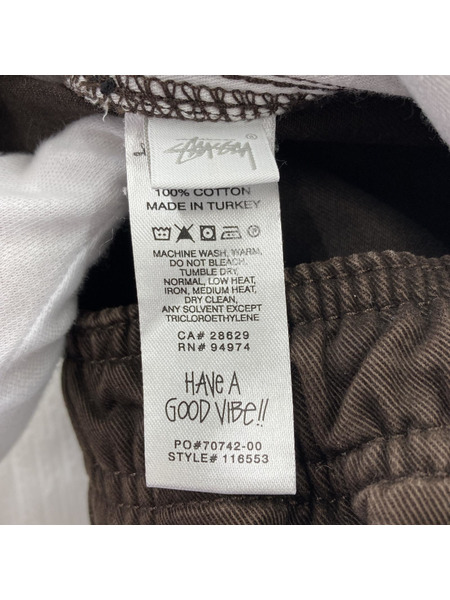 Stüssy
L
100% COTTON
MADE IN TURKEY
MACHINE WASH, WARM,
DO NOT BLEACH,
TUMBLE DRY,
NORMAL, LOW HEAT,
IRON, MEDIUM HEAT,
DRY CLEAN,
ANY SOLVENT EXCEPT
TRICLOROETHYLENE
CA# 28629
RN# 94974
HAVE A
GOOD VIBE!!
PO#70742-00
STYLE# 116553